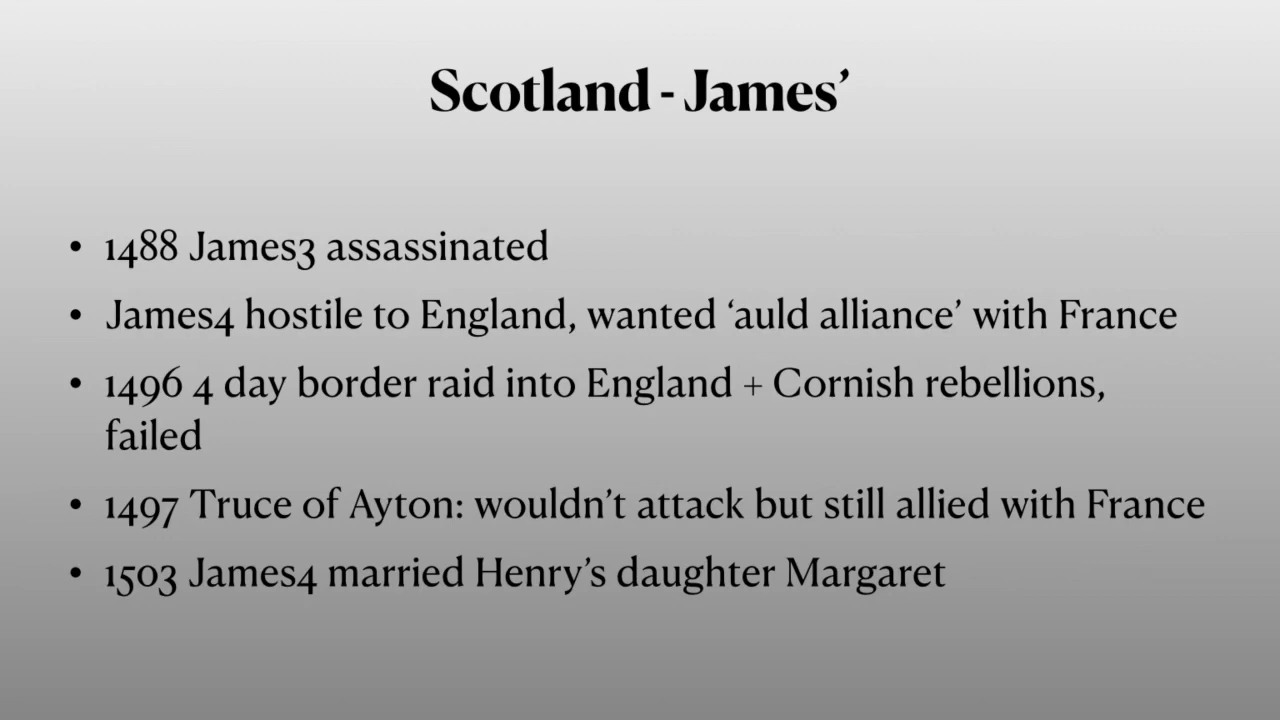 Scotland - James’
• 1488 James3 assassinated
• James4 hostile to England, wanted ‘auld alliance’ with France
• 1496 4 day border raid into England + Cornish rebellions,
failed
• 1497 Truce of Ayton: wouldn’t attack but still allied with France
• 1503 James4 married Henry’s daughter Margaret